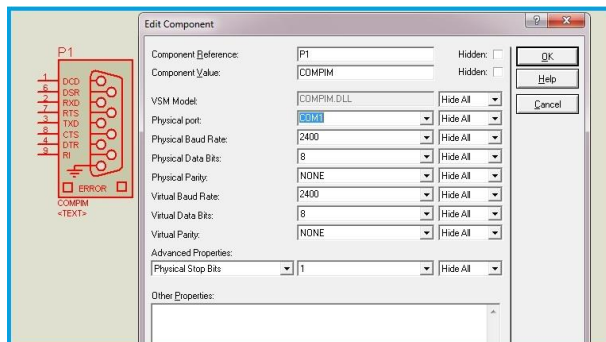 Edit Component
P1
1 DCD
6 DSR
2 RXD
7 RTS
3 TXD
8 CTS
4 DTR
9 RI
ERROR
COMPIM
<TEXT>
Component Reference: P1 Hidden:
Component Value: COMPIM Hidden:
VSM Model: COMPIM.DLL Hide All
Physical port: COM1 Hide All
Physical Baud Rate: 2400 Hide All
Physical Data Bits: 8 Hide All
Physical Parity: NONE Hide All
Virtual Baud Rate: 2400 Hide All
Virtual Data Bits: 8 Hide All
Virtual Parity: NONE Hide All
Advanced Properties:
Physical Stop Bits 1 Hide All
Other Properties:
OK
Help
Cancel